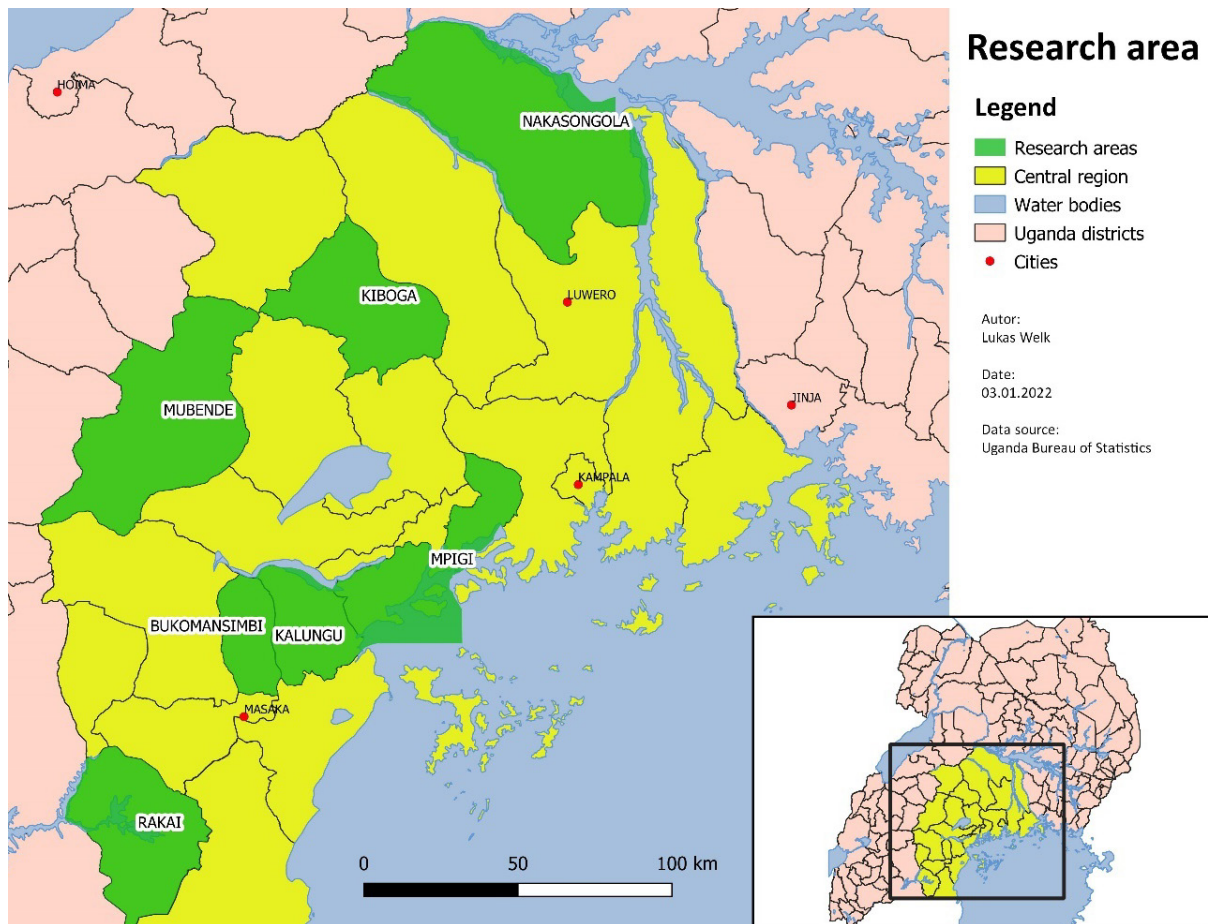 Research area
Legend
Research areas
Central region
Water bodies
Uganda districts
Cities
Autor:
Lukas Welk
Date:
03.01.2022
Data source:
Uganda Bureau of Statistics
HOIMA
NAKASONGOLA
KIBOGA
LUWERO
MUBENDE
JINJA
KAMPALA
MPIGI
BUKOMANSIMBI
KALUNGU
MASAKA
RAKAI
0 50 100 km